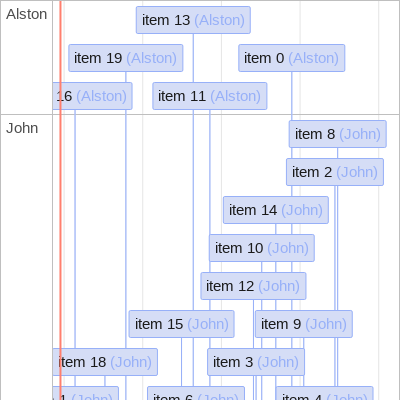 Alston
item 13 (Alston)
item 19 (Alston)
item 0 (Alston)
16 (Alston)
item 11 (Alston)
John
item 8 (John)
item 2 (John)
item 14 (John)
item 10 (John)
item 12 (John)
item 15 (John)
item 9 (John)
item 18 (John)
item 3 (John)
1 (John)
item 6 (John)
item 4 (John)